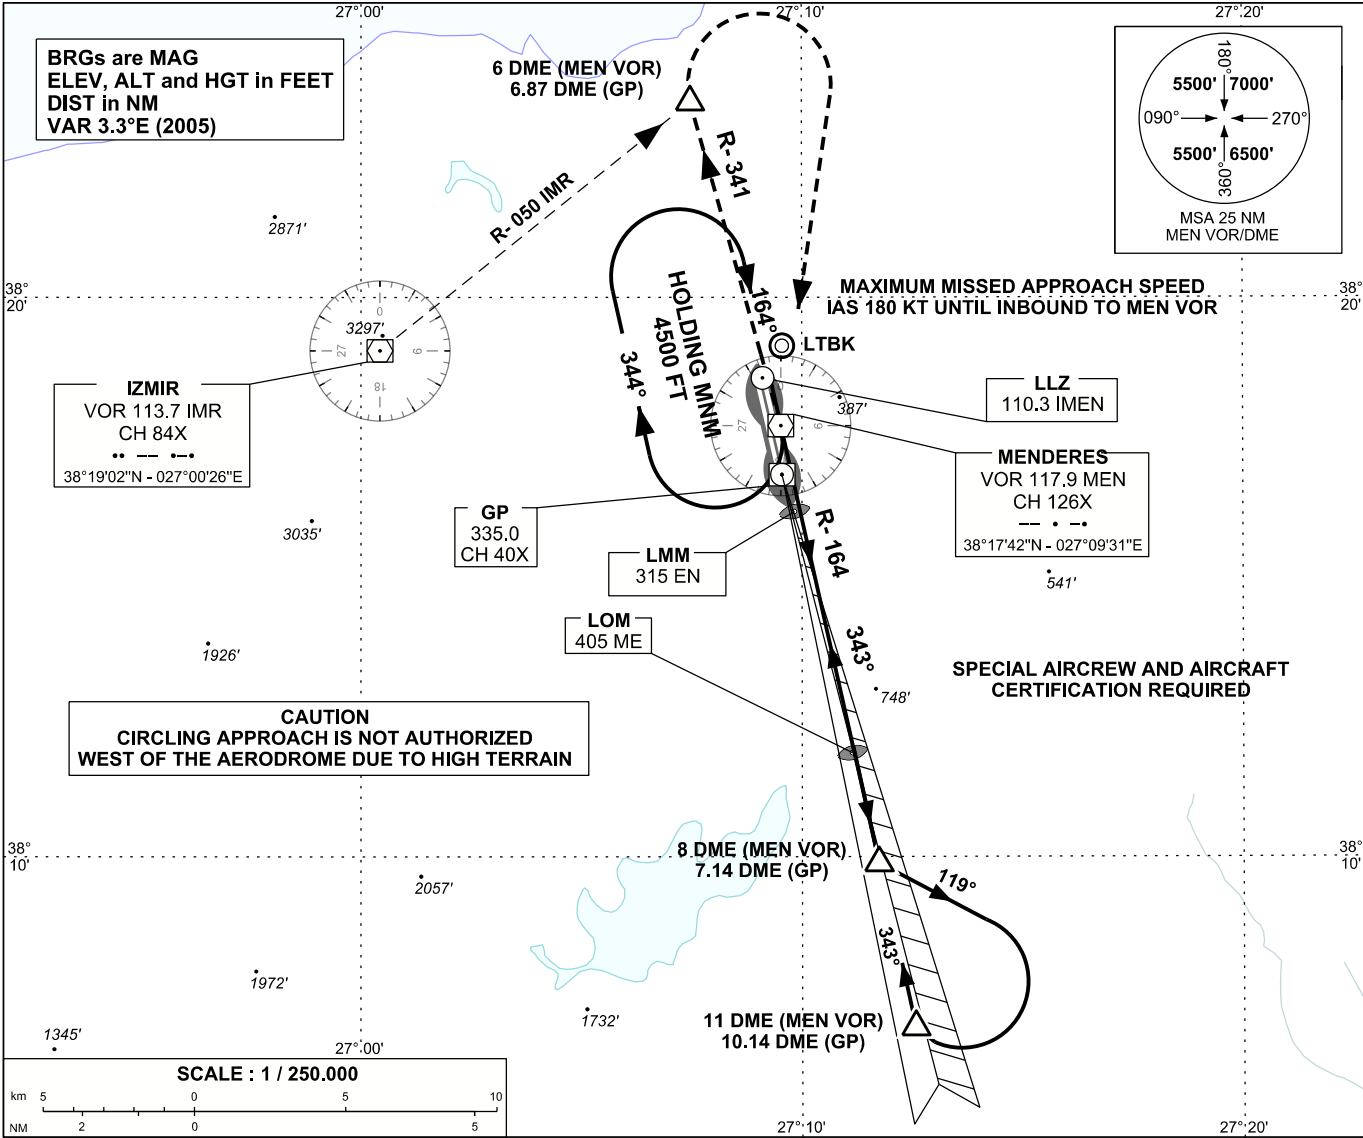 27°00'
27°10'
27°20'
BRGs are MAG
ELEV, ALT and HGT in FEET
DIST in NM
VAR 3.3°E (2005)
6 DME (MEN VOR)
6.87 DME (GP)
180°
5500' 7000'
090° 270°
5500' 6500'
360°
MSA 25 NM
MEN VOR/DME
R- 341
R- 050 IMR
2871'
38°
20'
38°
20'
HOLDING MNM
4500 FT
164°
344°
MAXIMUM MISSED APPROACH SPEED
IAS 180 KT UNTIL INBOUND TO MEN VOR
LTBK
3297'
0
9
18
27
IZMIR
VOR 113.7 IMR
CH 84X
•• –– •–•
38°19'02"N - 027°00'26"E
LLZ
110.3 IMEN
387'
27
9
MENDERES
VOR 117.9 MEN
CH 126X
–– • –•
38°17'42"N - 027°09'31"E
GP
335.0
CH 40X
3035'
LMM
315 EN
R- 164
541'
LOM
405 ME
343°
1926'
748'
SPECIAL AIRCREW AND AIRCRAFT
CERTIFICATION REQUIRED
CAUTION
CIRCLING APPROACH IS NOT AUTHORIZED
WEST OF THE AERODROME DUE TO HIGH TERRAIN
38°
10'
38°
10'
8 DME (MEN VOR)
7.14 DME (GP)
119°
2057'
343°
1972'
1732'
11 DME (MEN VOR)
10.14 DME (GP)
1345'
27°00'
SCALE : 1 / 250.000
km 5 0 5 10
NM 2 0 5
27°10'
27°20'